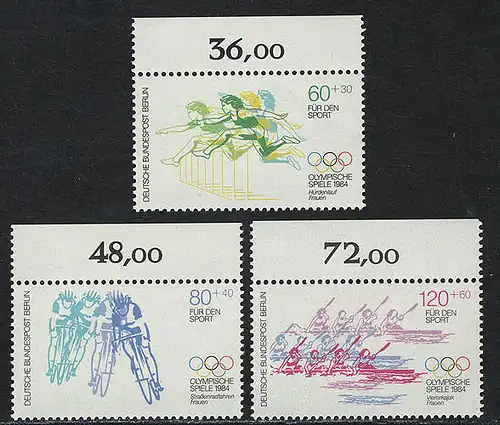 36,00
DEUTSCHE BUNDESPOST BERLIN
60+30
FÜR DEN
SPORT
OLYMPISCHE
SPIELE 1984
Hürdenlauf
Frauen
48,00
DEUTSCHE BUNDESPOST BERLIN
80+40
FÜR DEN
SPORT
OLYMPISCHE
SPIELE 1984
Straßenradfahren
Frauen
72,00
DEUTSCHE BUNDESPOST BERLIN
120+60
FÜR DEN
SPORT
OLYMPISCHE
SPIELE 1984
Viererkajak
Frauen